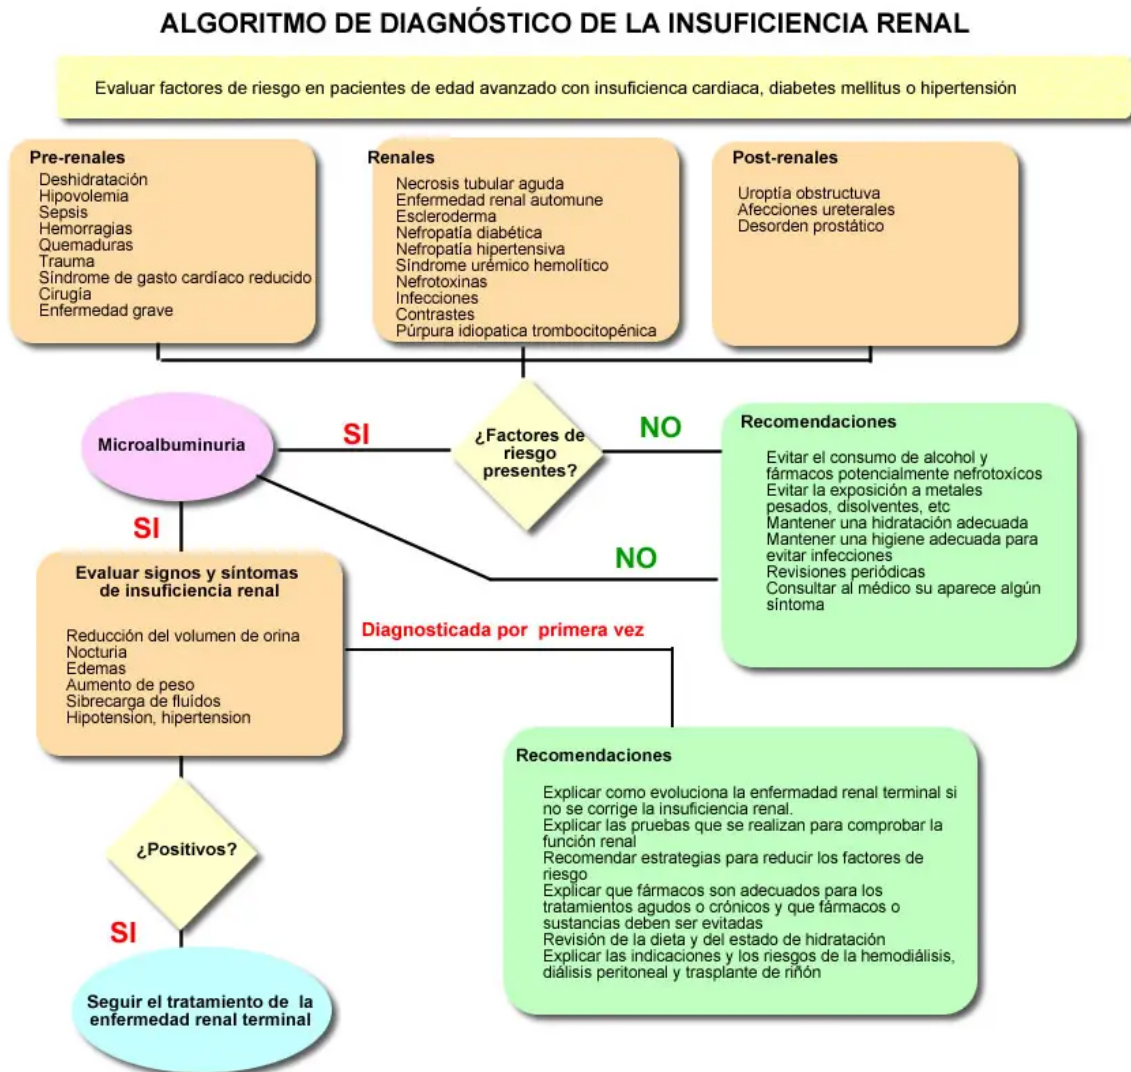 ALGORITMO DE DIAGNÓSTICO DE LA INSUFICIENCIA RENAL
Evaluar factores de riesgo en pacientes de edad avanzado con insuficienca cardiaca, diabetes mellitus o hipertensión
Pre-renales
Deshidratación
Hipovolemia
Sepsis
Hemorragias
Quemaduras
Trauma
Síndrome de gasto cardíaco reducido
Cirugía
Enfermedad grave
Renales
Necrosis tubular aguda
Enfermedad renal automune
Escleroderma
Nefropatía diabética
Nefropatía hipertensiva
Síndrome urémico hemolítico
Nefrotoxinas
Infecciones
Contrastes
Púrpura idiopatica trombocitopénica
Post-renales
Uroptía obstructuva
Afecciones ureterales
Desorden prostático
¿Factores de
riesgo
presentes?
SI
NO
Microalbuminuria
Recomendaciones
Evitar el consumo de alcohol y
fármacos potencialmente nefrotoxícos
Evitar la exposición a metales
pesados, disolventes, etc
Mantener una hidratación adecuada
Mantener una higiene adecuada para
evitar infecciones
Revisiones periódicas
Consultar al médico su aparece algún
síntoma
SI
NO
Evaluar signos y síntomas
de insuficiencia renal
Reducción del volumen de orina
Nocturia
Edemas
Aumento de peso
Sibrecarga de fluídos
Hipotension, hipertension
Diagnosticada por primera vez
Recomendaciones
Explicar como evoluciona la enfermadad renal terminal si
no se corrige la insuficiencia renal.
Explicar las pruebas que se realizan para comprobar la
función renal
Recomendar estrategias para reducir los factores de
riesgo
Explicar que fármacos son adecuados para los
tratamientos agudos o crónicos y que fármacos o
sustancias deben ser evitadas
Revisión de la dieta y del estado de hidratación
Explicar las indicaciones y los riesgos de la hemodiálisis,
diálisis peritoneal y trasplante de riñón
¿Positivos?
SI
Seguir el tratamiento de la
enfermedad renal terminal